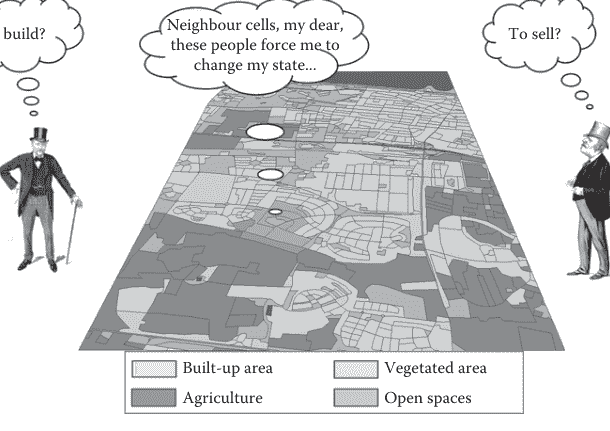 build?
Neighbour cells, my dear,
these people force me to
change my state...
To sell?
Built-up area
Vegetated area
Agriculture
Open spaces